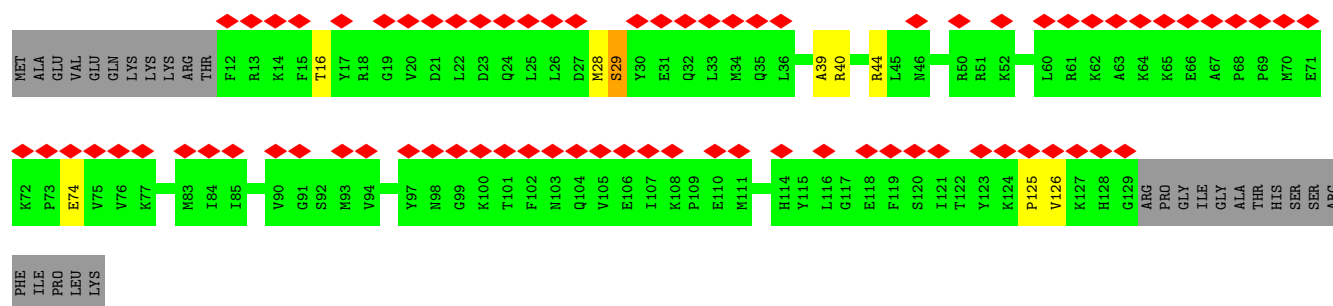 MET ALA GLU VAL GLU GLN LYS LYS LYS ARG THR F12 R13 K14 F15 T16 Y17 R18 G19 V20 D21 L22 D23 Q24 L25 L26 D27 M28 S29 Y30 E31 Q32 L33 M34 Q35 L36 A39 R40 R44 L45 N46 R50 R51 K52 L60 R61 K62 A63 K64 K65 E66 A67 P68 P69 M70 E71
K72 P73 E74 V75 V76 K77 M83 I84 I85 V90 G91 S92 M93 V94 Y97 N98 G99 K100 T101 F102 N103 Q104 V105 E106 I107 K108 P109 E110 M111 H114 Y115 L116 G117 E118 F119 S120 I121 T122 Y123 K124 P125 V126 K127 H128 G129 ARG PRO GLY ILE GLY ALA THR HIS SER SER ARG
PHE ILE PRO LEU LYS